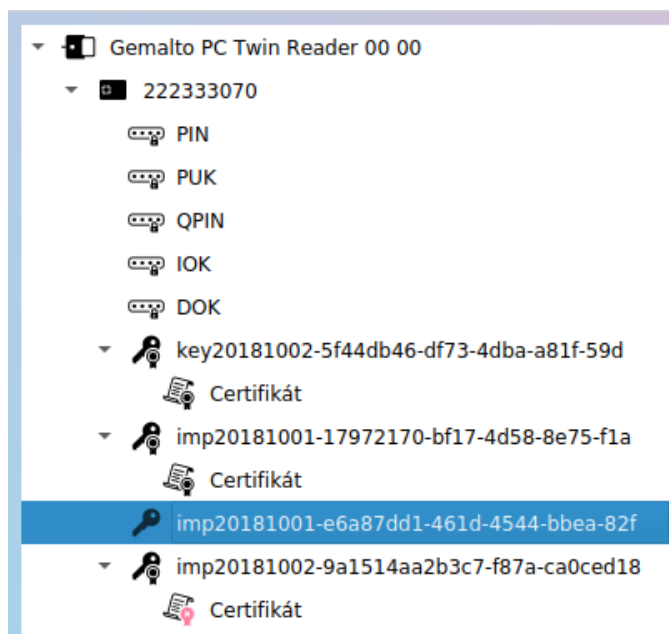 Gemalto PC Twin Reader 00 00
222333070
PIN
PUK
QPIN
IOK
DOK
key20181002-5f44db46-df73-4dba-a81f-59d
Certifikát
imp20181001-17972170-bf17-4d58-8e75-f1a
Certifikát
imp20181001-e6a87dd1-461d-4544-bbea-82f
imp20181002-9a1514aa2b3c7-f87a-ca0ced18
Certifikát